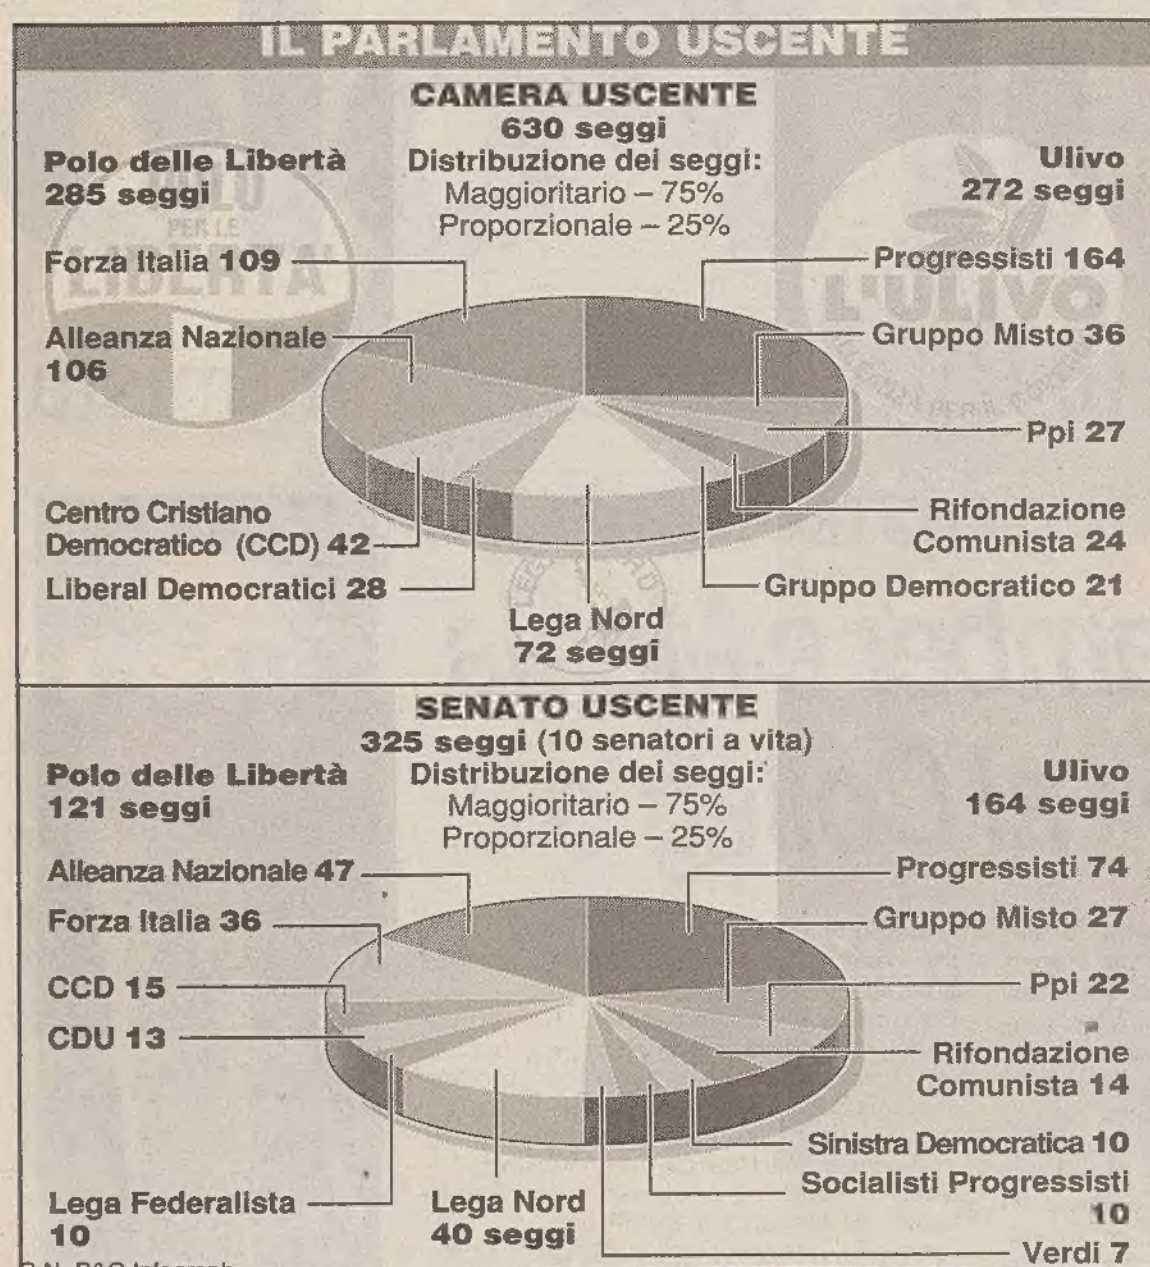 IL PARLAMENTO USCENTE
CAMERA USCENTE
630 seggi
Distribuzione dei seggi:
Maggioritario – 75%
Proporzionale – 25%
Polo delle Libertà
285 seggi
Forza Italia 109
Alleanza Nazionale
106
Centro Cristiano
Democratico (CCD) 42
Liberal Democratici 28
Lega Nord
72 seggi
Ulivo
272 seggi
Progressisti 164
Gruppo Misto 36
Ppi 27
Rifondazione
Comunista 24
Gruppo Democratico 21
PER LE
LIBERTA'
L'ULIVO
SENATO USCENTE
325 seggi (10 senatori a vita)
Distribuzione dei seggi:
Maggioritario – 75%
Proporzionale – 25%
Polo delle Libertà
121 seggi
Alleanza Nazionale 47
Forza Italia 36
CCD 15
CDU 13
Lega Federalista
10
Lega Nord
40 seggi
Ulivo
164 seggi
Progressisti 74
Gruppo Misto 27
Ppi 22
Rifondazione
Comunista 14
Sinistra Democratica 10
Socialisti Progressisti
10
Verdi 7